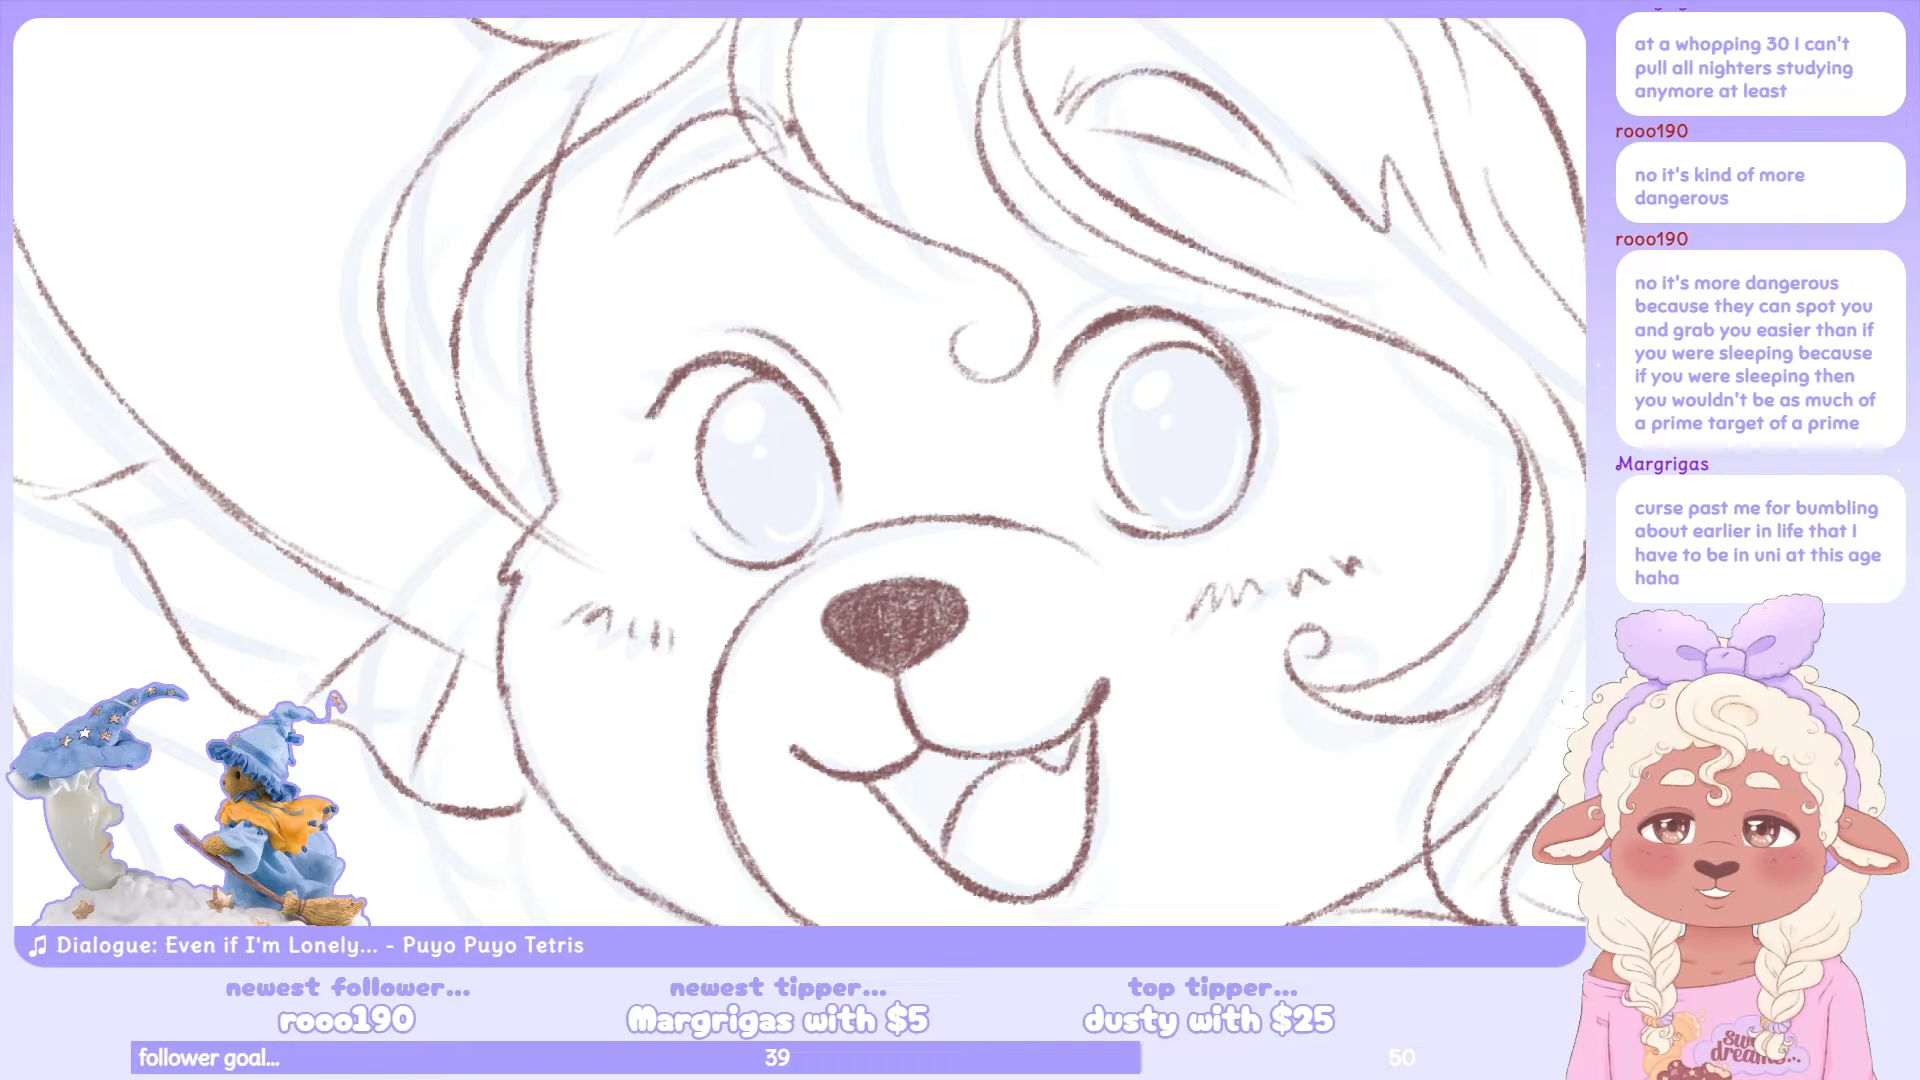 at a whopping 30 I can't
pull all nighters studying
anymore at least
rooo190
no it's kind of more
dangerous
rooo190
no it's more dangerous
because they can spot you
and grab you easier than if
you were sleeping because
if you were sleeping then
you wouldn't be as much of
a prime target of a prime
Margrigas
curse past me for bumbling
about earlier in life that I
have to be in uni at this age
haha
♫ Dialogue: Even if I'm Lonely... - Puyo Puyo Tetris
newest follower...
rooo190
newest tipper...
Margrigas with $5
top tipper...
dusty with $25
follower goal...
39
50
dreams...